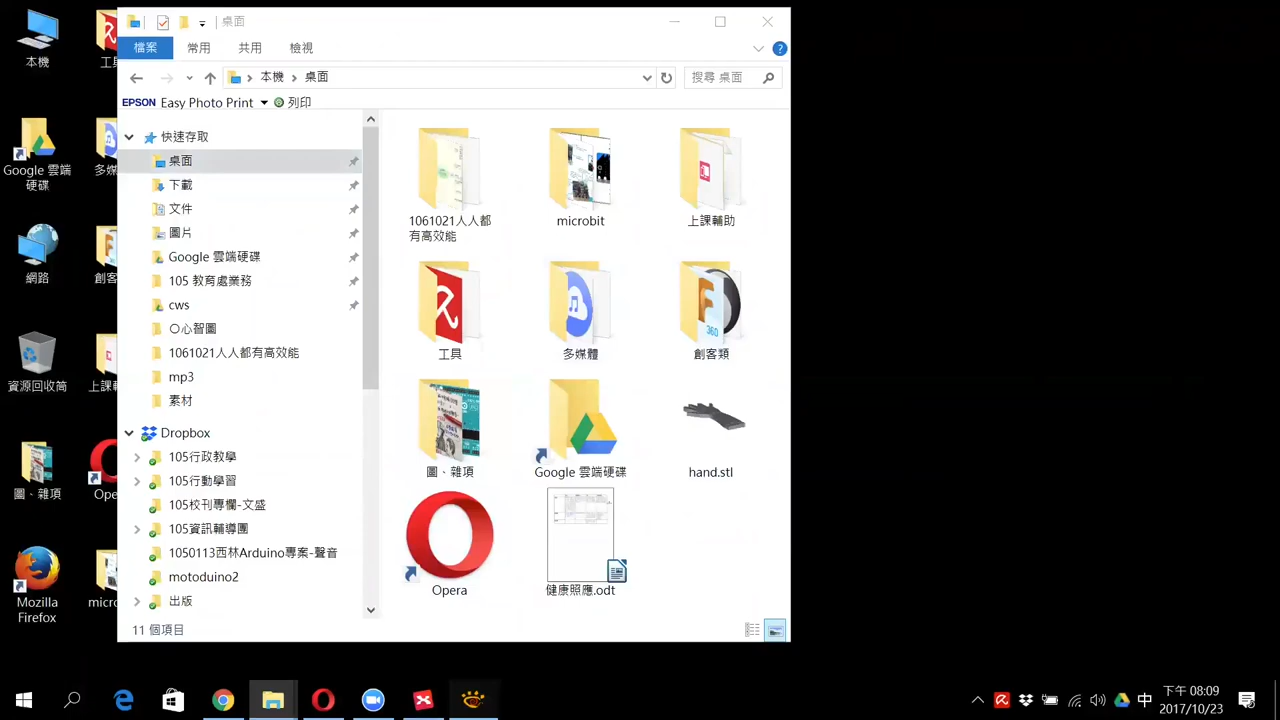 本機
工具
Google 雲端
硬碟
多媒
網路
創客
資源回收筒
上課輔
圖、雜項
Ope
Mozilla
Firefox
micro
桌面
檔案
常用
共用
檢視
本機
桌面
搜尋 桌面
EPSON Easy Photo Print
列印
快速存取
桌面
下載
文件
圖片
Google 雲端硬碟
105 教育處業務
cws
○心智圖
1061021人人都有高效能
mp3
素材
Dropbox
105行政教學
105行動學習
105校刊專欄-文盛
105資訊輔導團
1050113西林Arduino專案-聲音
motoduino2
出版
1061021人人都
有高效能
microbit
上課輔助
工具
多媒體
360
創客類
圖、雜項
Google 雲端硬碟
hand.stl
Opera
健康照應.odt
11 個項目
中
下午 08:09
2017/10/23